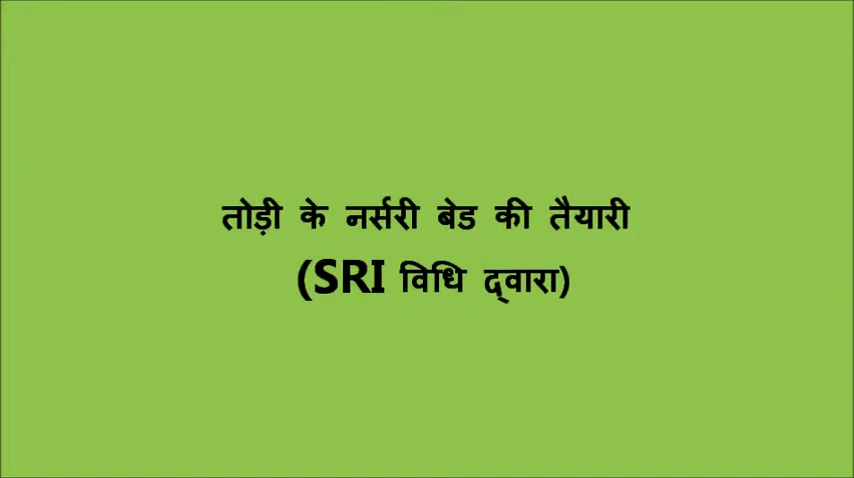 तोड़ी के नर्सरी बेड की तैयारी
(SRI विधि द्वारा)